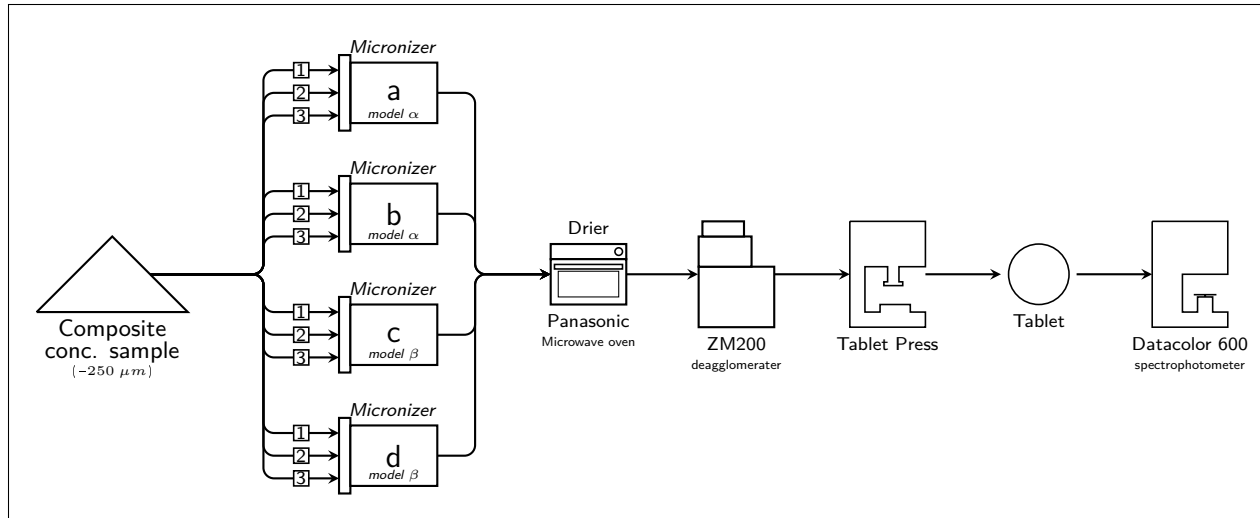 Micronizer
1
2
3
a
model α
Micronizer
1
2
3
b
model α
Micronizer
1
2
3
c
model β
Micronizer
1
2
3
d
model β
Composite
conc. sample
(–250 μm)
Drier
Panasonic
Microwave oven
ZM200
deagglomerater
Tablet Press
Tablet
Datacolor 600
spectrophotometer